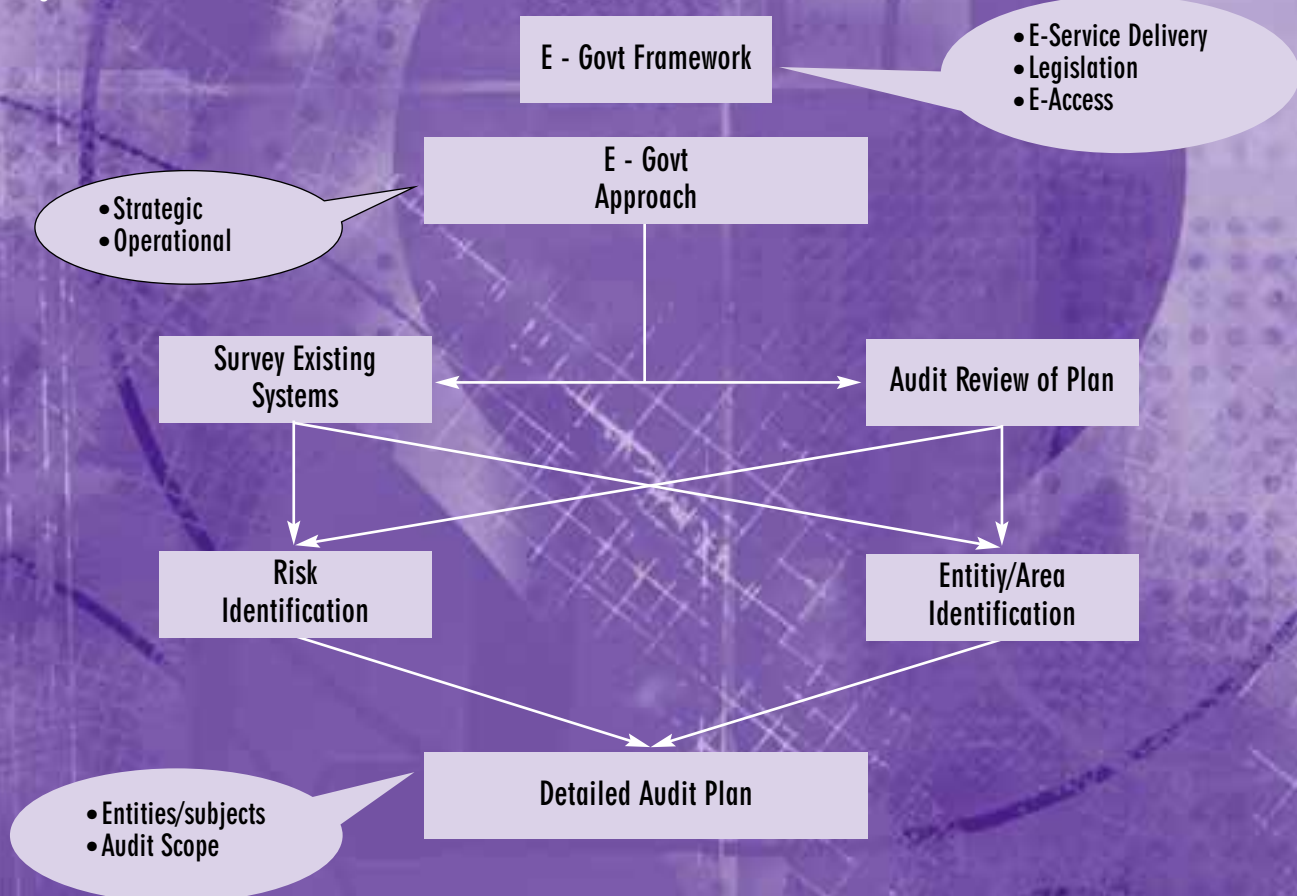 E - Govt Framework
• E-Service Delivery
• Legislation
• E-Access
E - Govt
Approach
• Strategic
• Operational
Survey Existing
Systems
Audit Review of Plan
Risk
Identification
Entitiy/Area
Identification
Detailed Audit Plan
• Entities/subjects
• Audit Scope